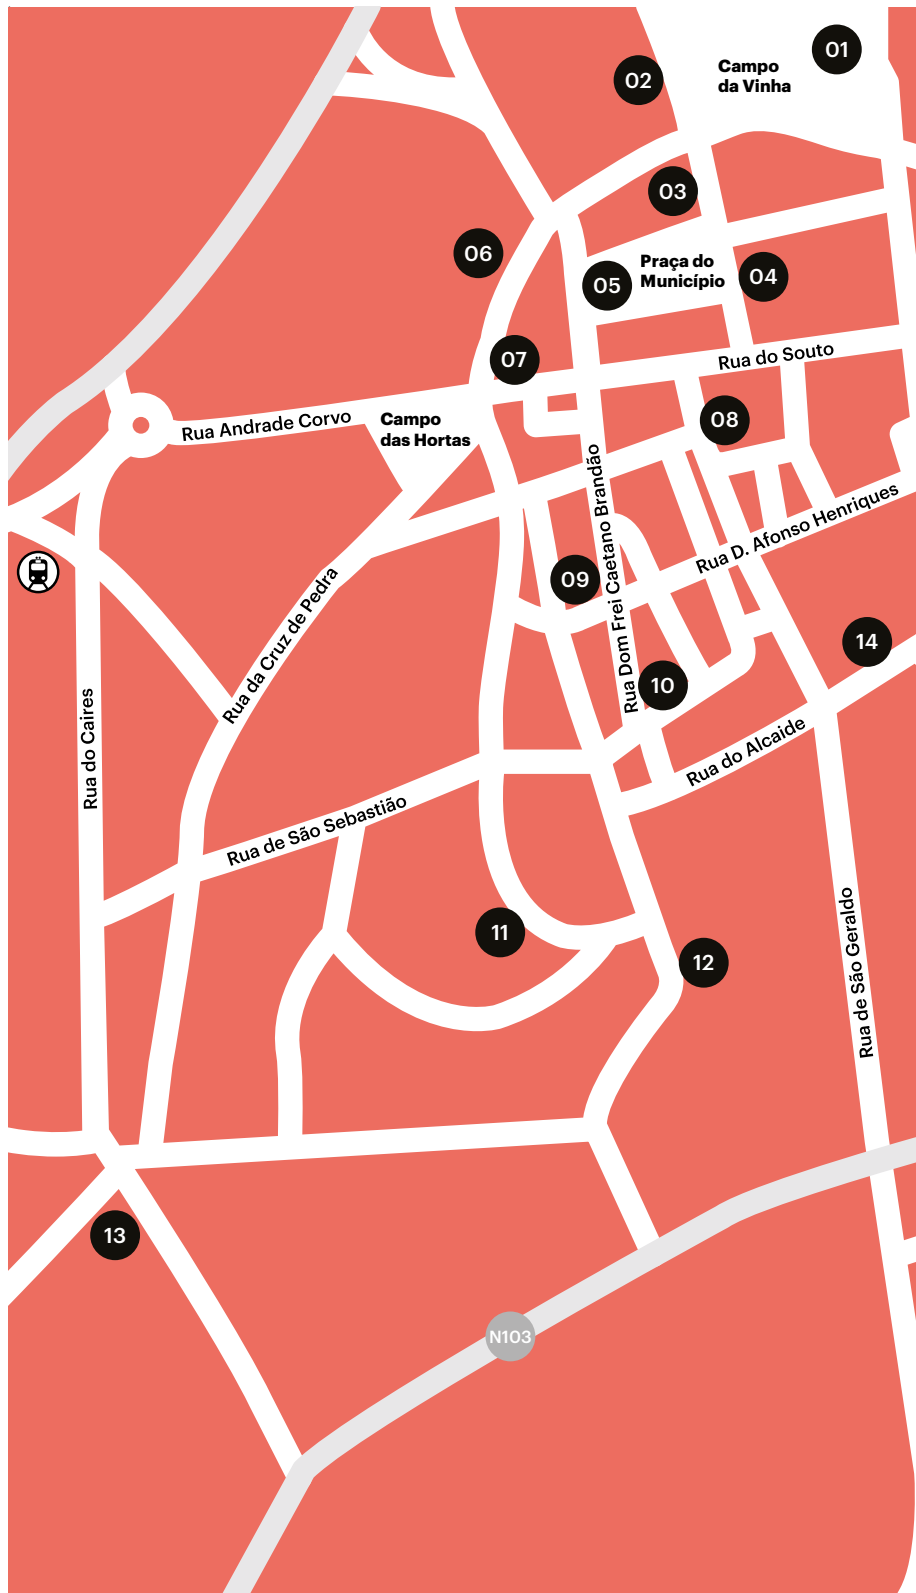 01
Campo
da Vinha
02
03
06
Praça do
Município
05
04
07
Rua do Souto
Rua Andrade Corvo
Campo
das Hortas
08
Rua Dom Frei Caetano Brandão
Rua D. Afonso Henriques
09
Rua da Cruz de Pedra
14
10
Rua do Caires
Rua do Alcaide
Rua de São Sebastião
11
12
Rua de São Geraldo
13
N103